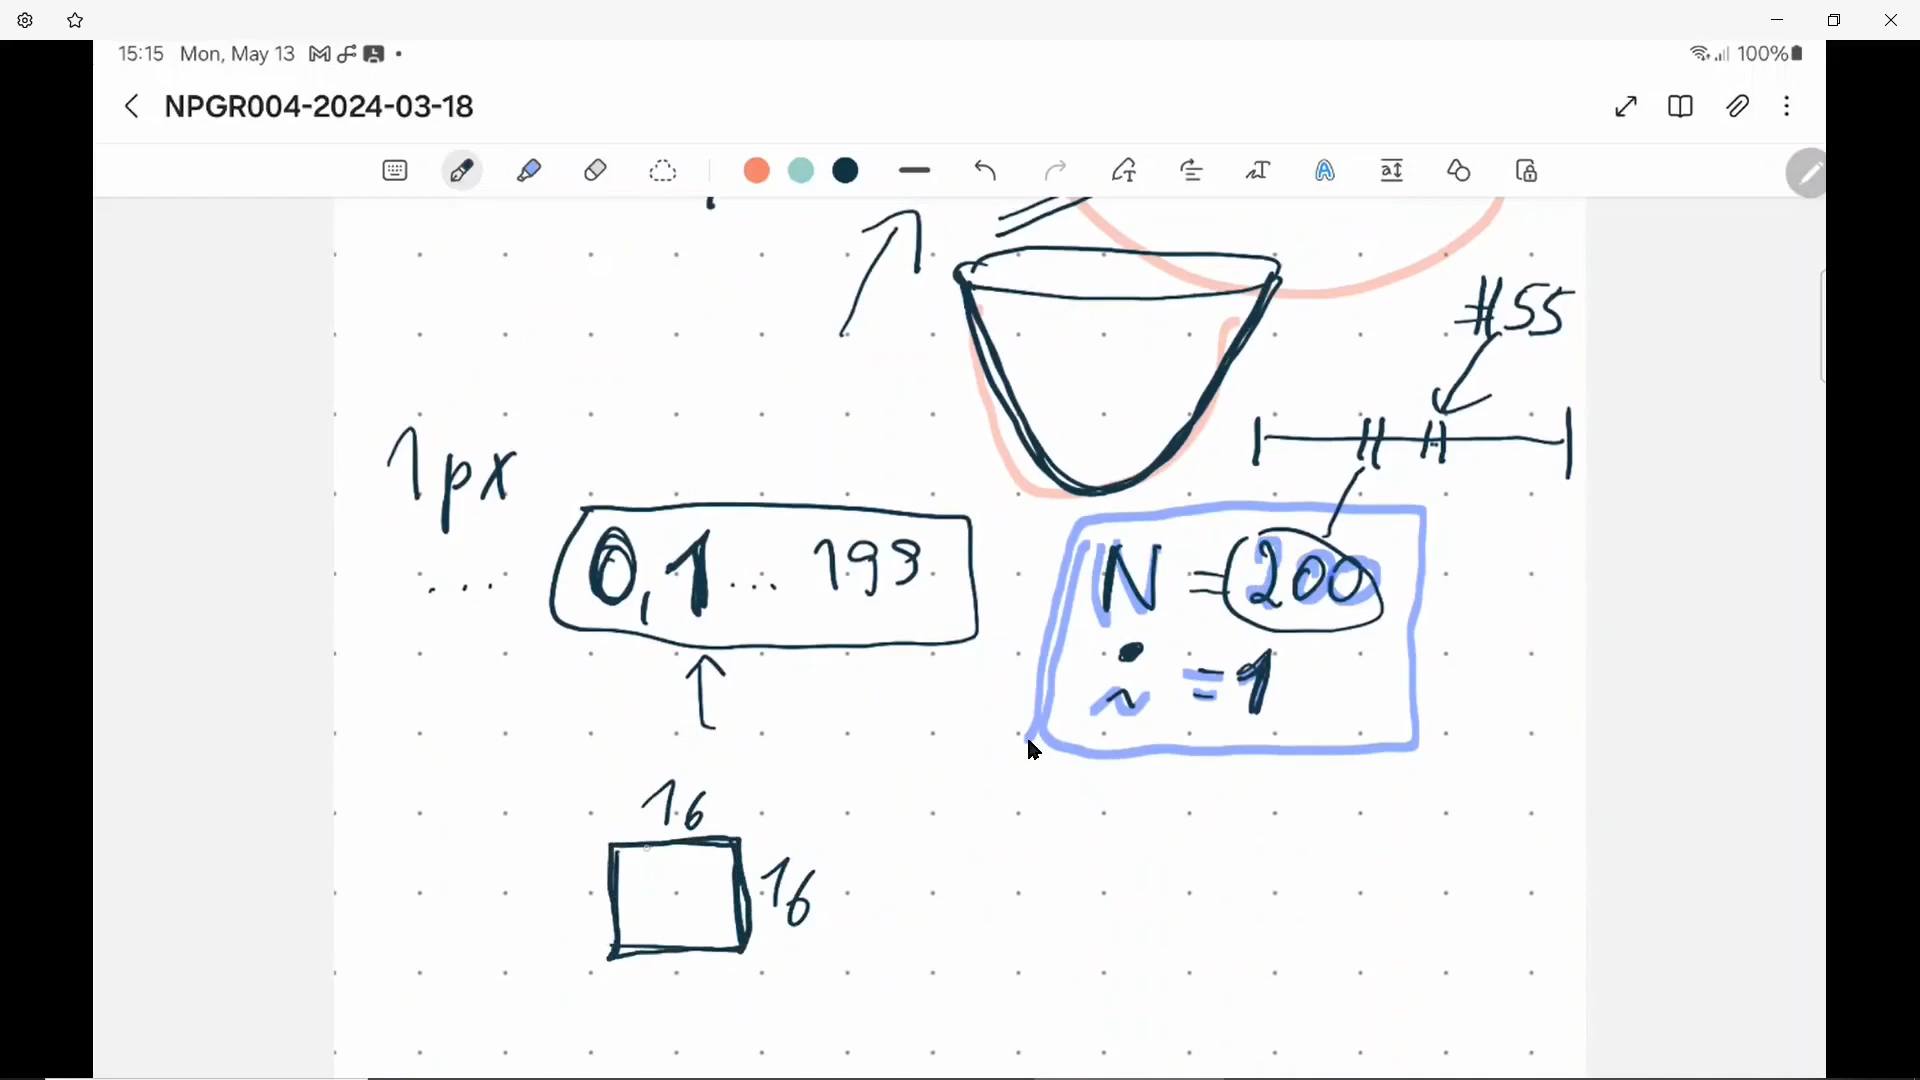 15:15 Mon, May 13
100%
NPGR004-2024-03-18
#55
1px
0,1... 199
N = 200
...
i = 1
16
16